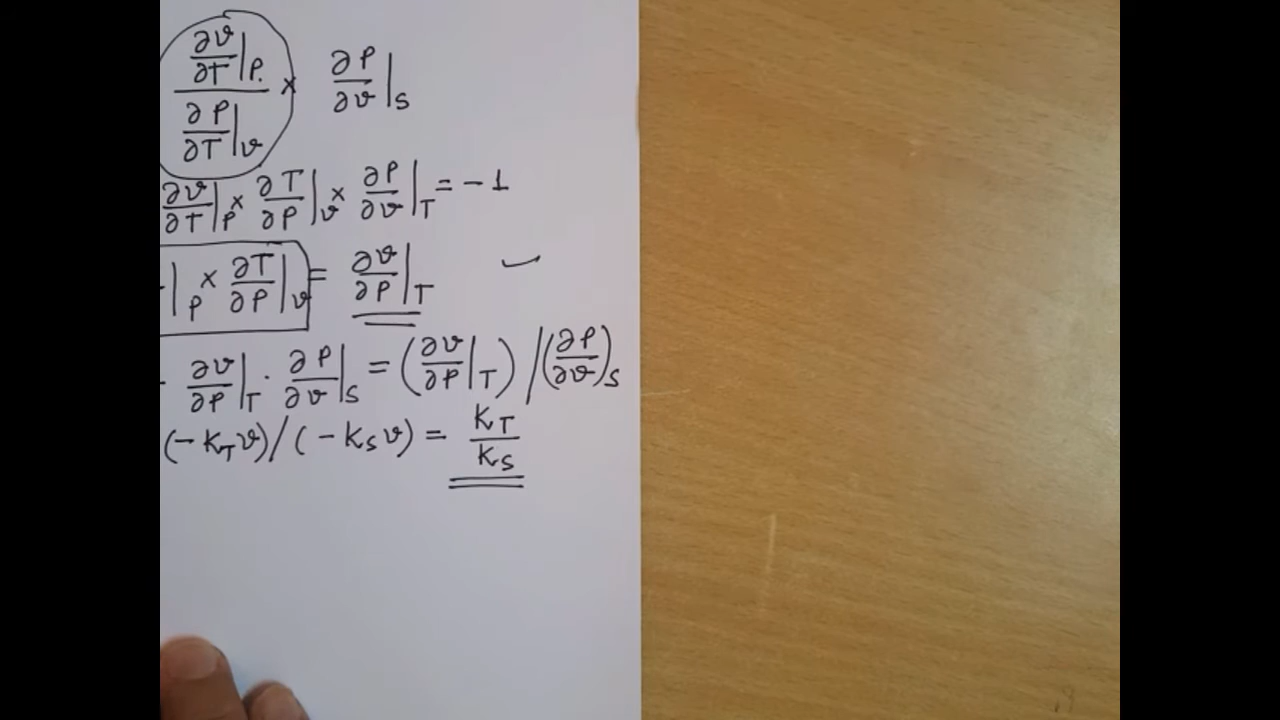 ∂v/∂T|P / ∂P/∂T|v × ∂P/∂v|S
∂v/∂T|P × ∂T/∂P|v × ∂P/∂v|T = -1
|P × ∂T/∂P|v = ∂v/∂P|T
- ∂v/∂P|T · ∂P/∂v|S = (∂v/∂P|T) / (∂P/∂v)S
(-KTv)/(-KSv) = KT/KS